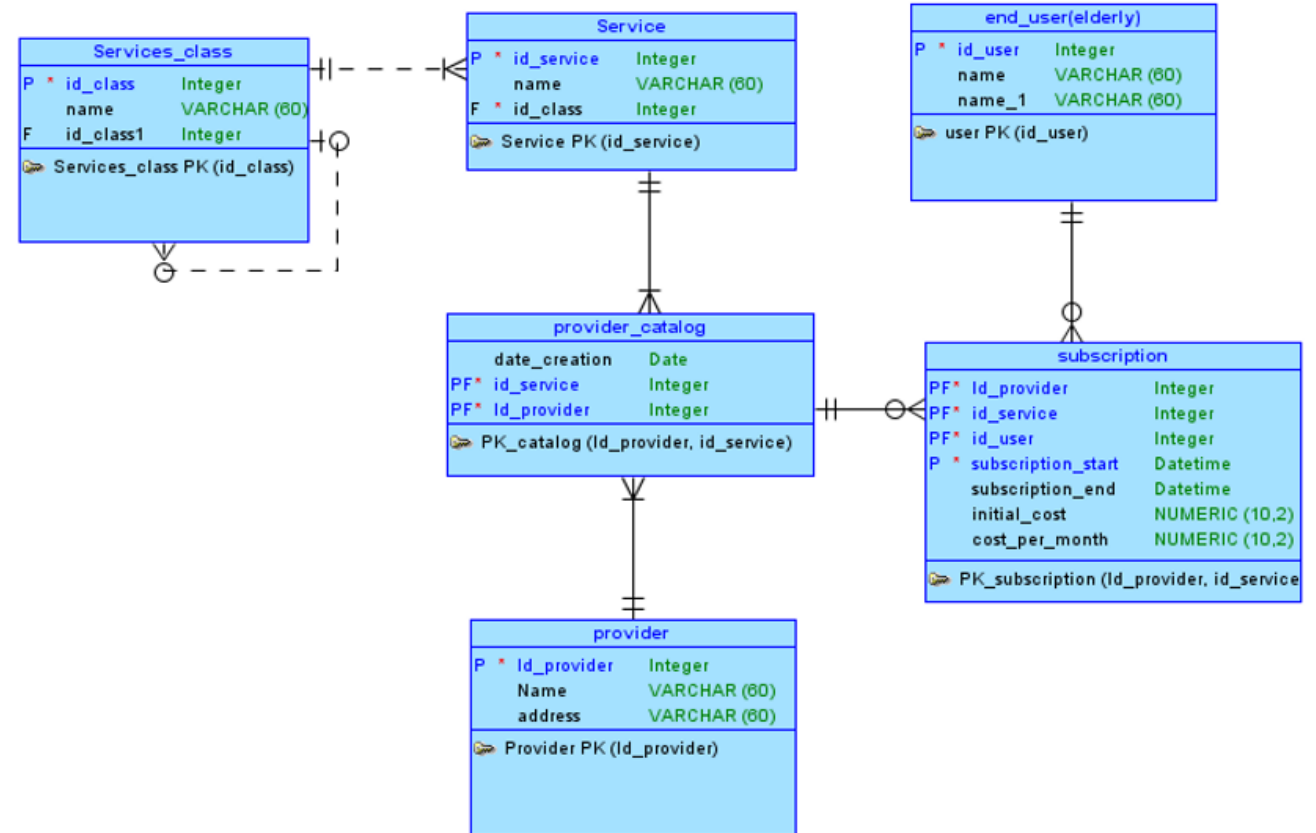 Services_class
P * id_class Integer
name VARCHAR (60)
F id_class1 Integer
Services_class PK (id_class)
Service
P * id_service Integer
name VARCHAR (60)
F * id_class Integer
Service PK (id_service)
end_user(elderly)
P * id_user Integer
name VARCHAR (60)
name_1 VARCHAR (60)
user PK (id_user)
provider_catalog
date_creation Date
PF* id_service Integer
PF* Id_provider Integer
PK_catalog (Id_provider, id_service)
subscription
PF* Id_provider Integer
PF* id_service Integer
PF* id_user Integer
P * subscription_start Datetime
subscription_end Datetime
initial_cost NUMERIC (10,2)
cost_per_month NUMERIC (10,2)
PK_subscription (Id_provider, id_service
provider
P * Id_provider Integer
Name VARCHAR (60)
address VARCHAR (60)
Provider PK (Id_provider)